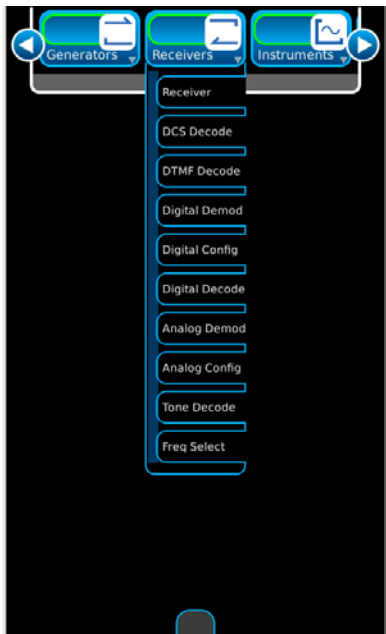 Generators
Receivers
Instruments
Receiver
DCS Decode
DTMF Decode
Digital Demod
Digital Config
Digital Decode
Analog Demod
Analog Config
Tone Decode
Freq Select